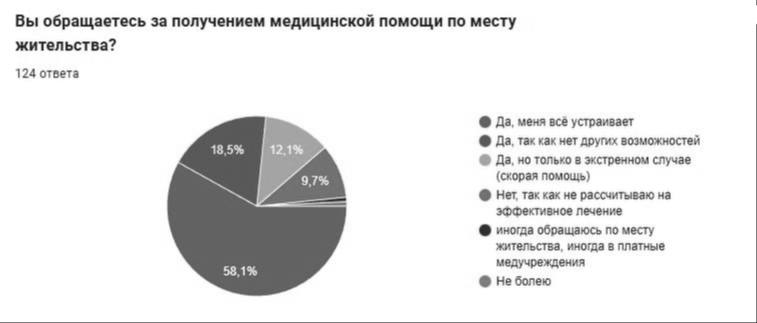 Вы обращаетесь за получением медицинской помощи по месту
жительства?
124 ответа
18,5%
12,1%
9,7%
58,1%
Да, меня всё устраивает
Да, так как нет других возможностей
Да, но только в экстренном случае
(скорая помощь)
Нет, так как не рассчитываю на
эффективное лечение
иногда обращаюсь по месту
жительства, иногда в платные
медучреждения
Не болею